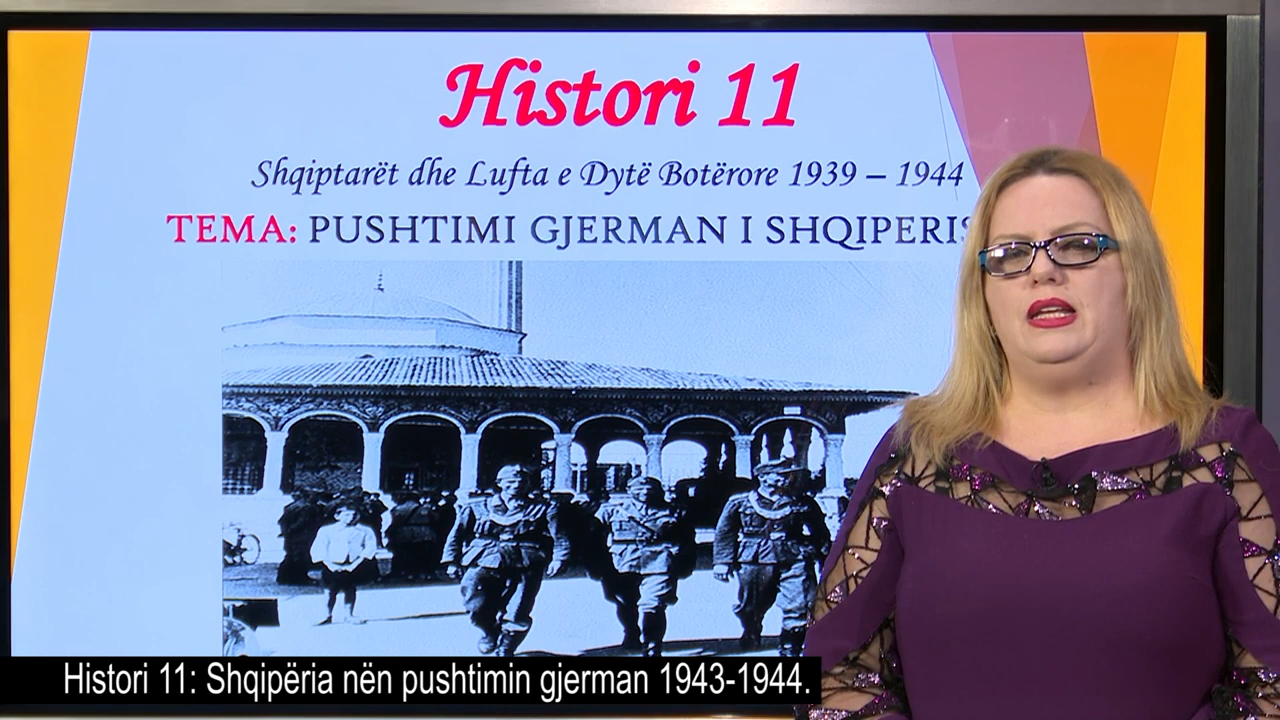 Histori 11
Shqiptarët dhe Lufta e Dytë Botërore 1939 – 1944
TEMA: PUSHTIMI GJERMAN I SHQIPERIS
Histori 11: Shqipëria nën pushtimin gjerman 1943-1944.